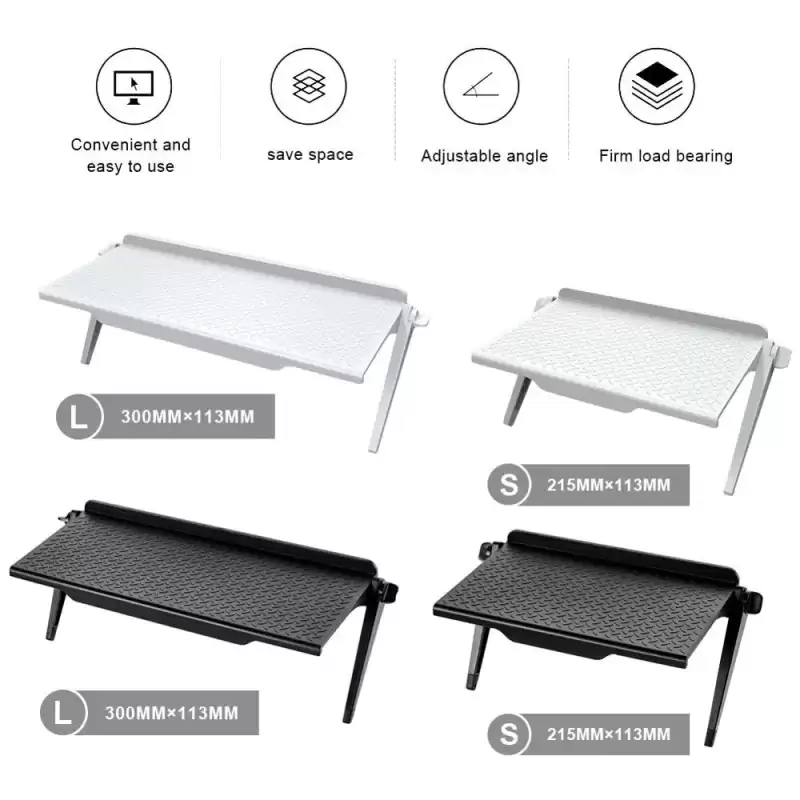 Convenient and
easy to use
save space
Adjustable angle
Firm load bearing
L 300MM×113MM
S 215MM×113MM
L 300MM×113MM
S 215MM×113MM